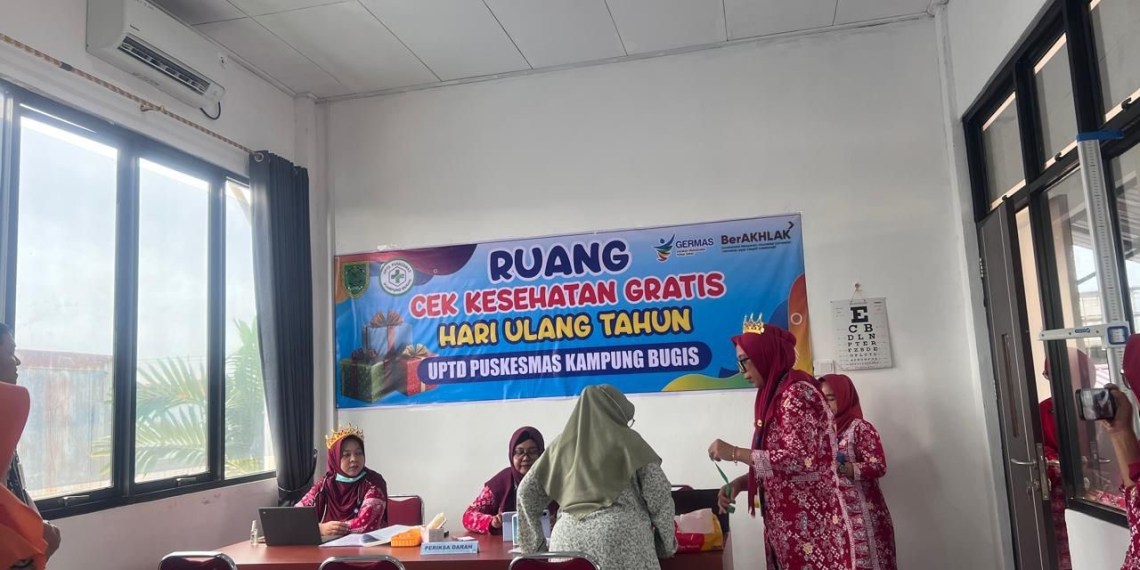 RUANG
CEK KESEHATAN GRATIS
HARI ULANG TAHUN
UPTD PUSKESMAS KAMPUNG BUGIS
GERMAS
BerAKHLAK
E
C B
D L N
P T E R
PERIKSA DARAH